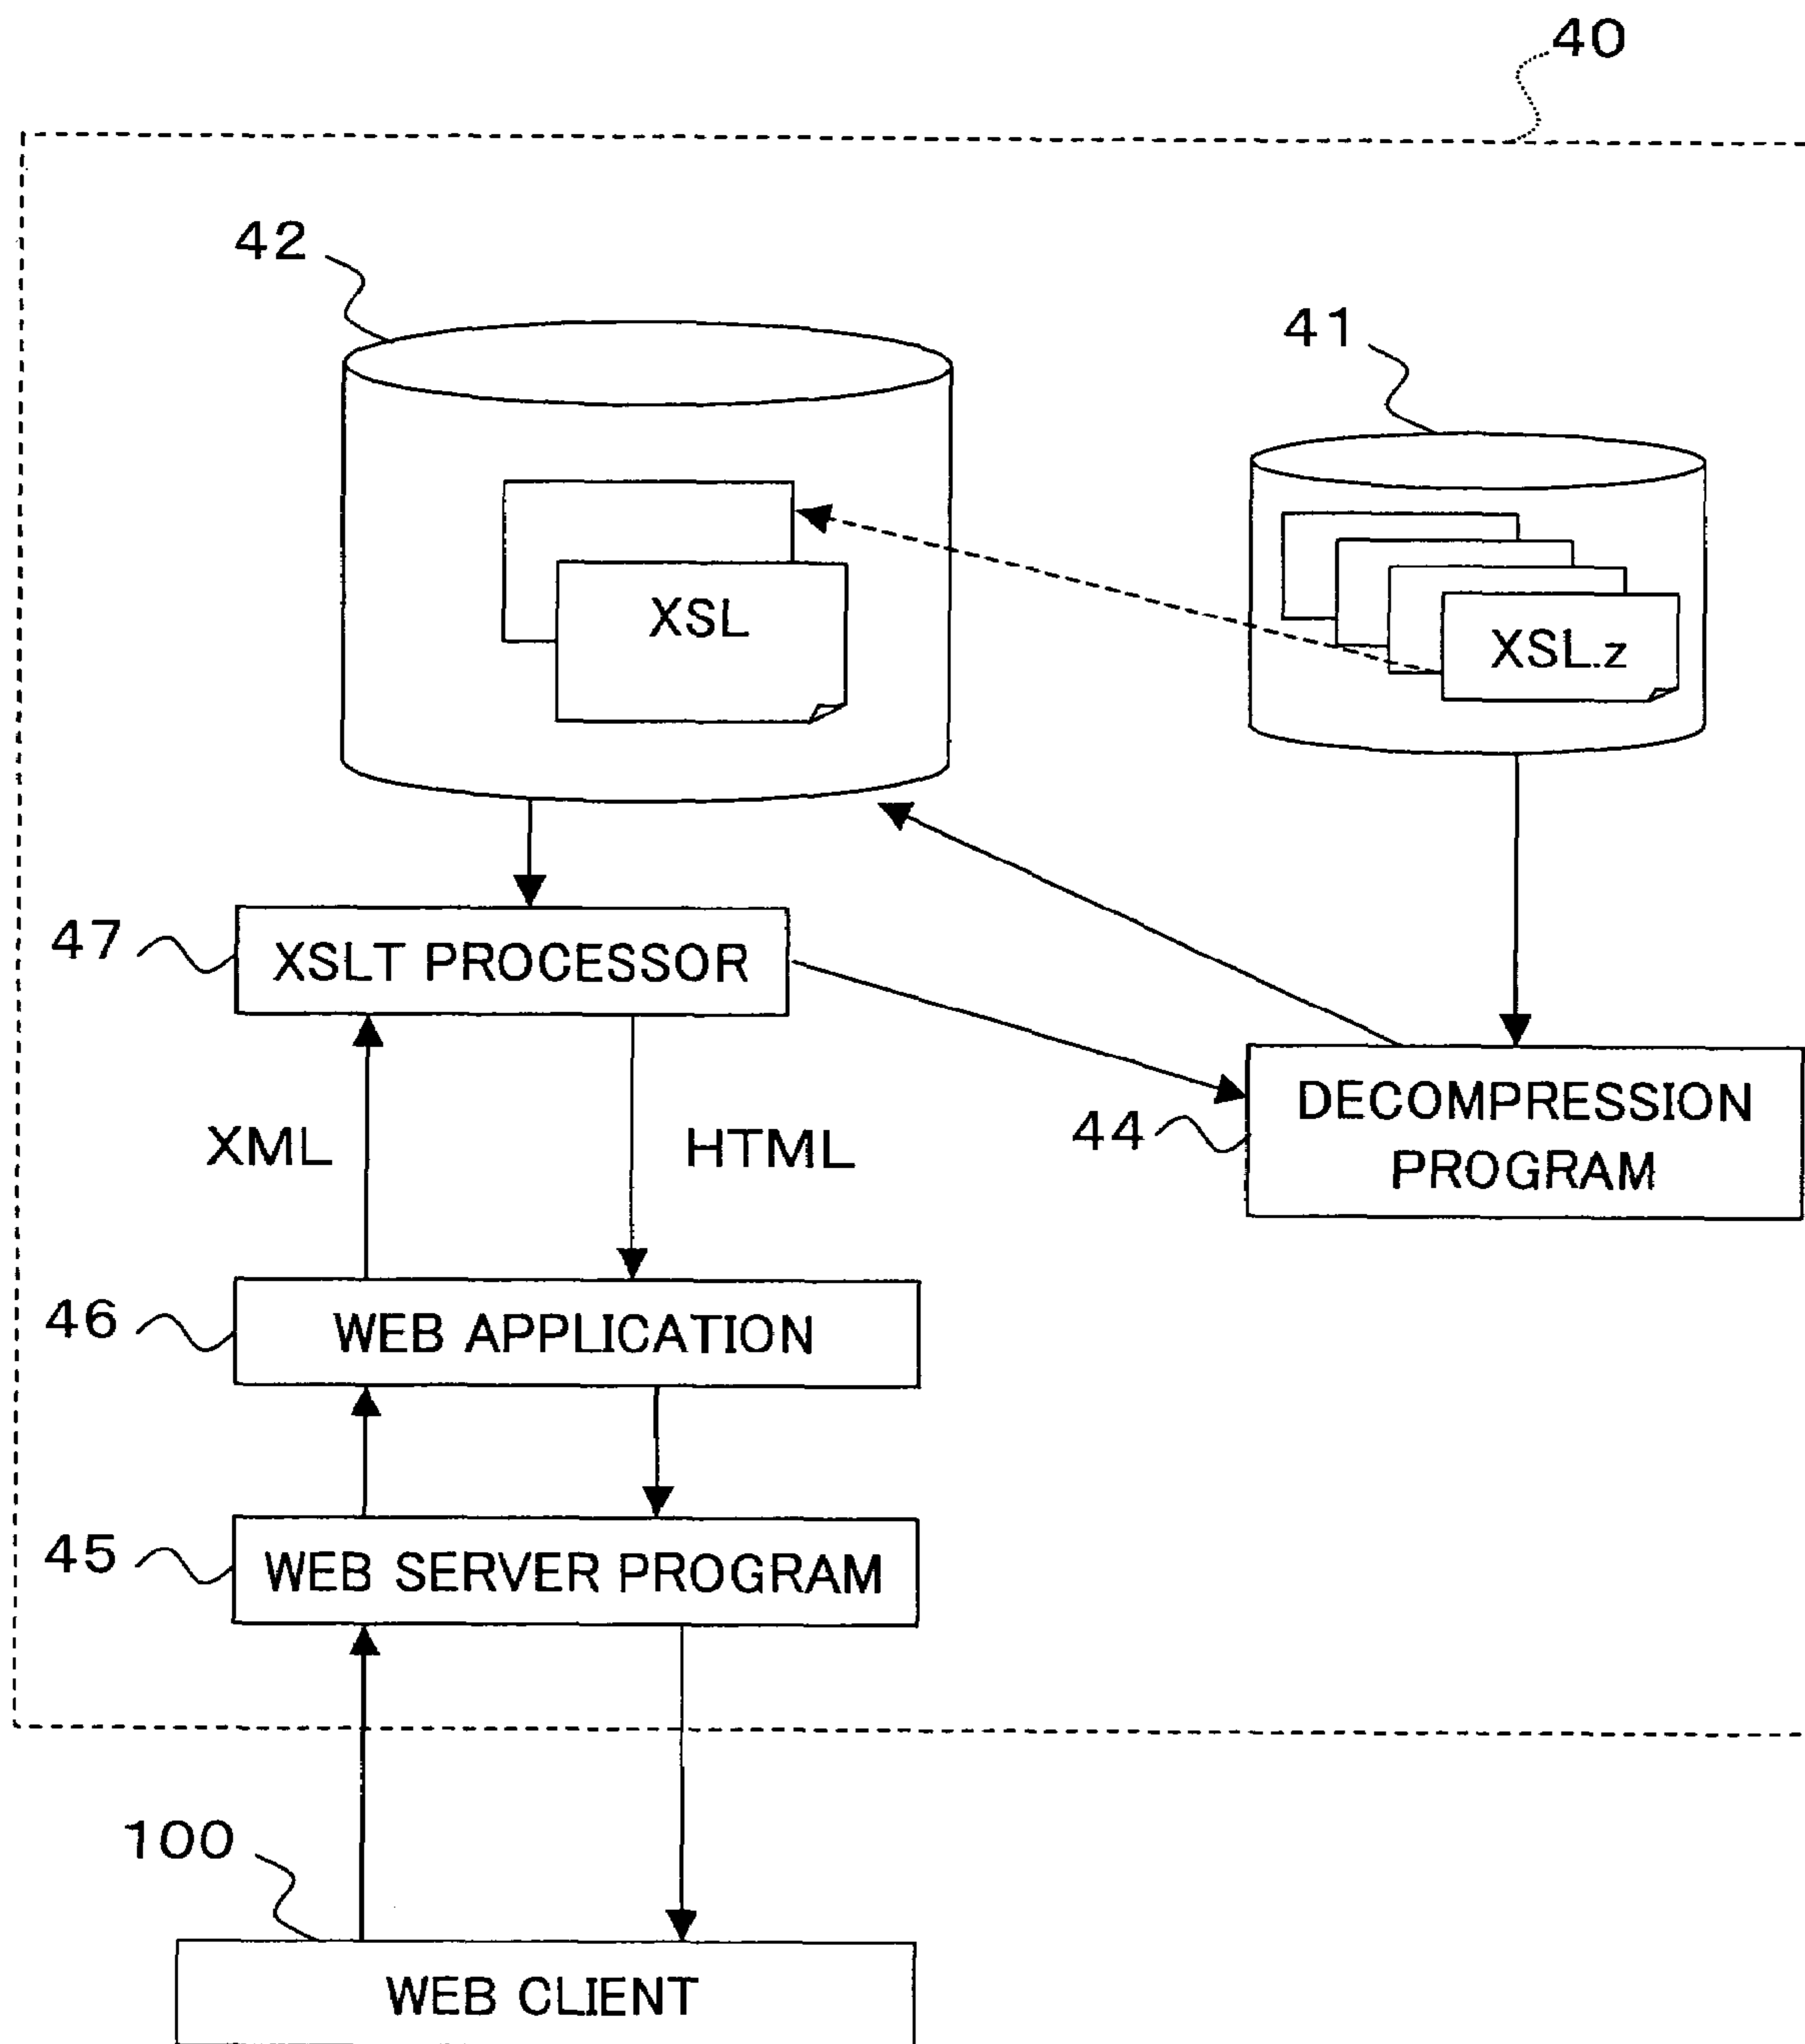 40
42
41
XSL
XSL.z
47
XSLT PROCESSOR
XML
HTML
44
DECOMPRESSION
PROGRAM
46
WEB APPLICATION
45
WEB SERVER PROGRAM
100
WEB CLIENT